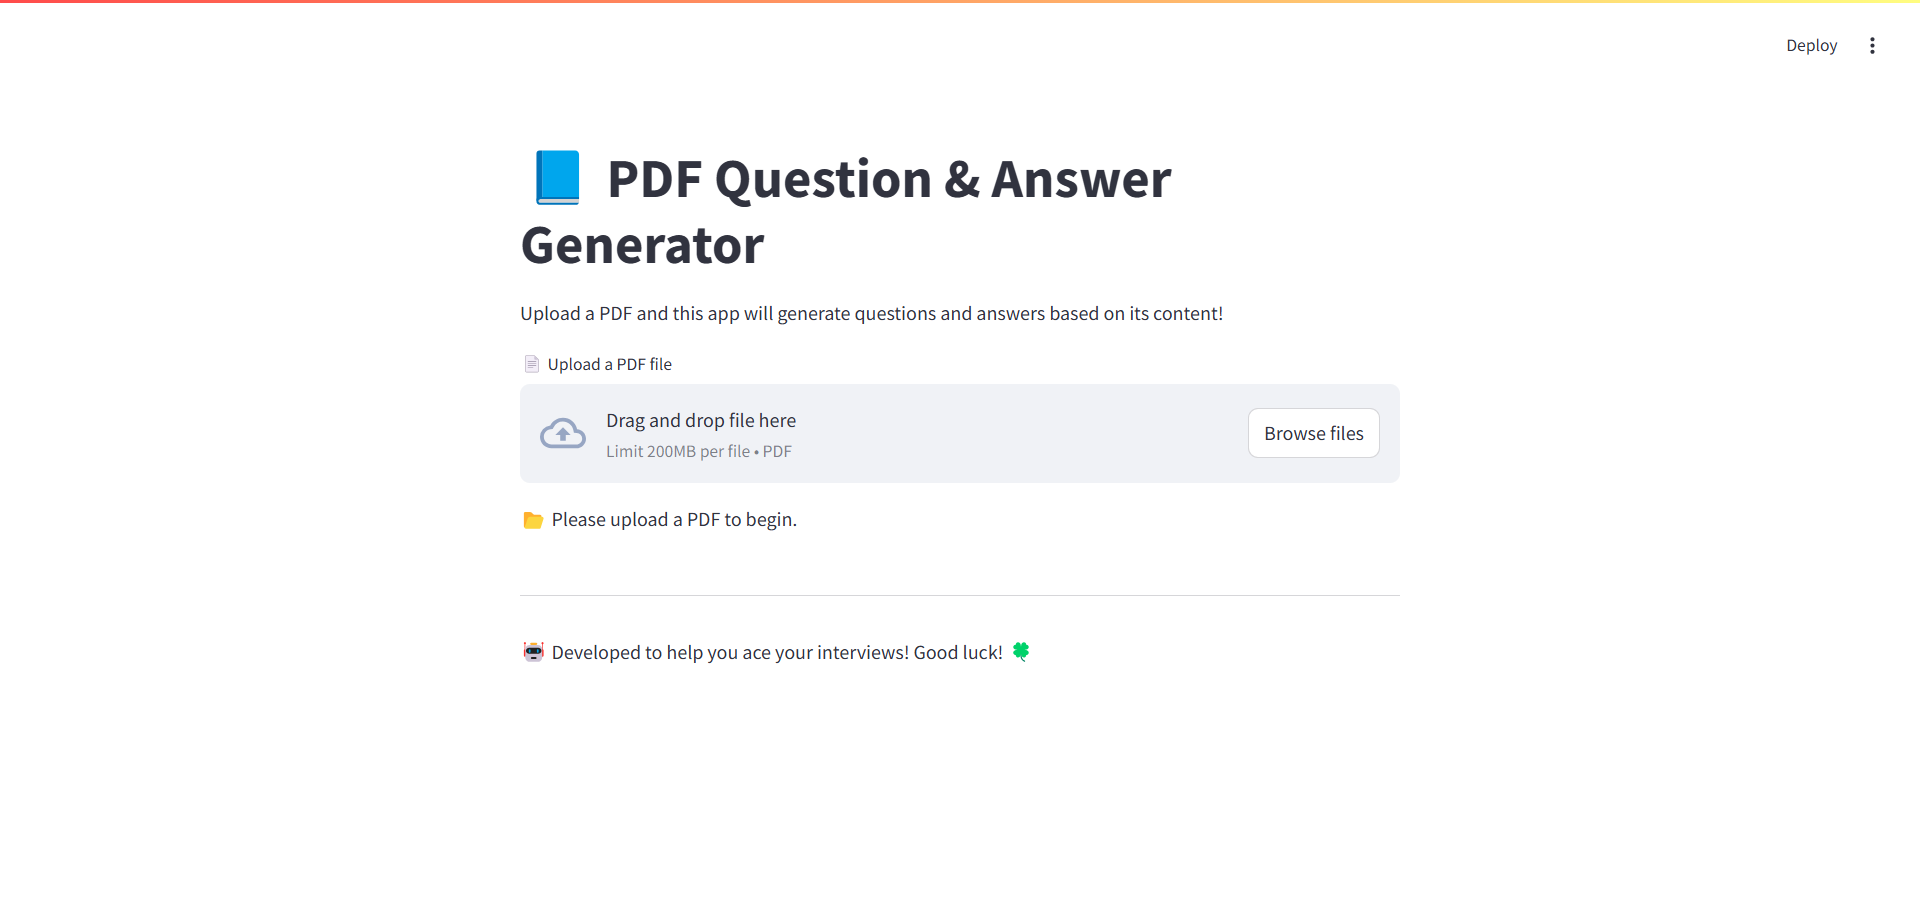 Deploy
PDF Question & Answer
Generator
Upload a PDF and this app will generate questions and answers based on its content!
Upload a PDF file
Drag and drop file here
Limit 200MB per file • PDF
Browse files
Please upload a PDF to begin.
Developed to help you ace your interviews! Good luck!